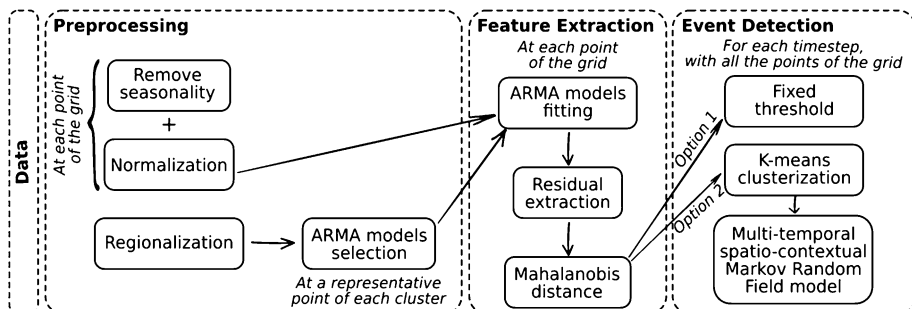 Data
Preprocessing
At each point
of the grid
Remove
seasonality
+
Normalization
Regionalization
ARMA models
selection
At a representative
point of each cluster
Feature Extraction
At each point
of the grid
ARMA models
fitting
Residual
extraction
Mahalanobis
distance
Event Detection
For each timestep,
with all the points of the grid
Option 1
Fixed
threshold
Option 2
K-means
clusterization
Multi-temporal
spatio-contextual
Markov Random
Field model